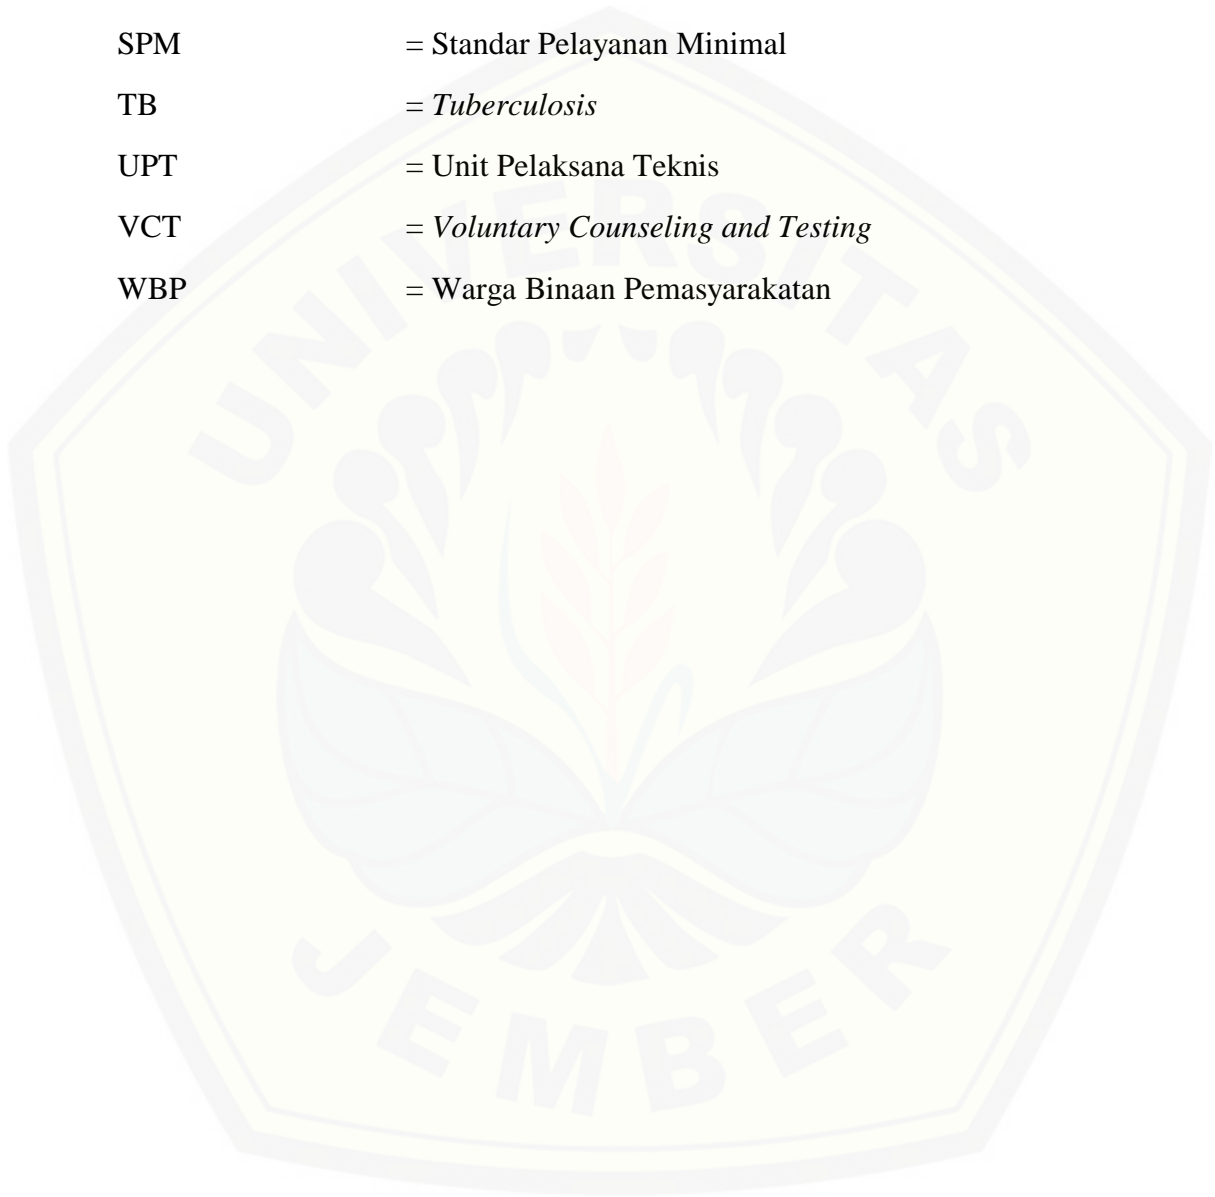 SPM = Standar Pelayanan Minimal
TB = Tuberculosis
UPT = Unit Pelaksana Teknis
VCT = Voluntary Counseling and Testing
WBP = Warga Binaan Pemasyarakatan
UNIVERSITAS
JEMBER